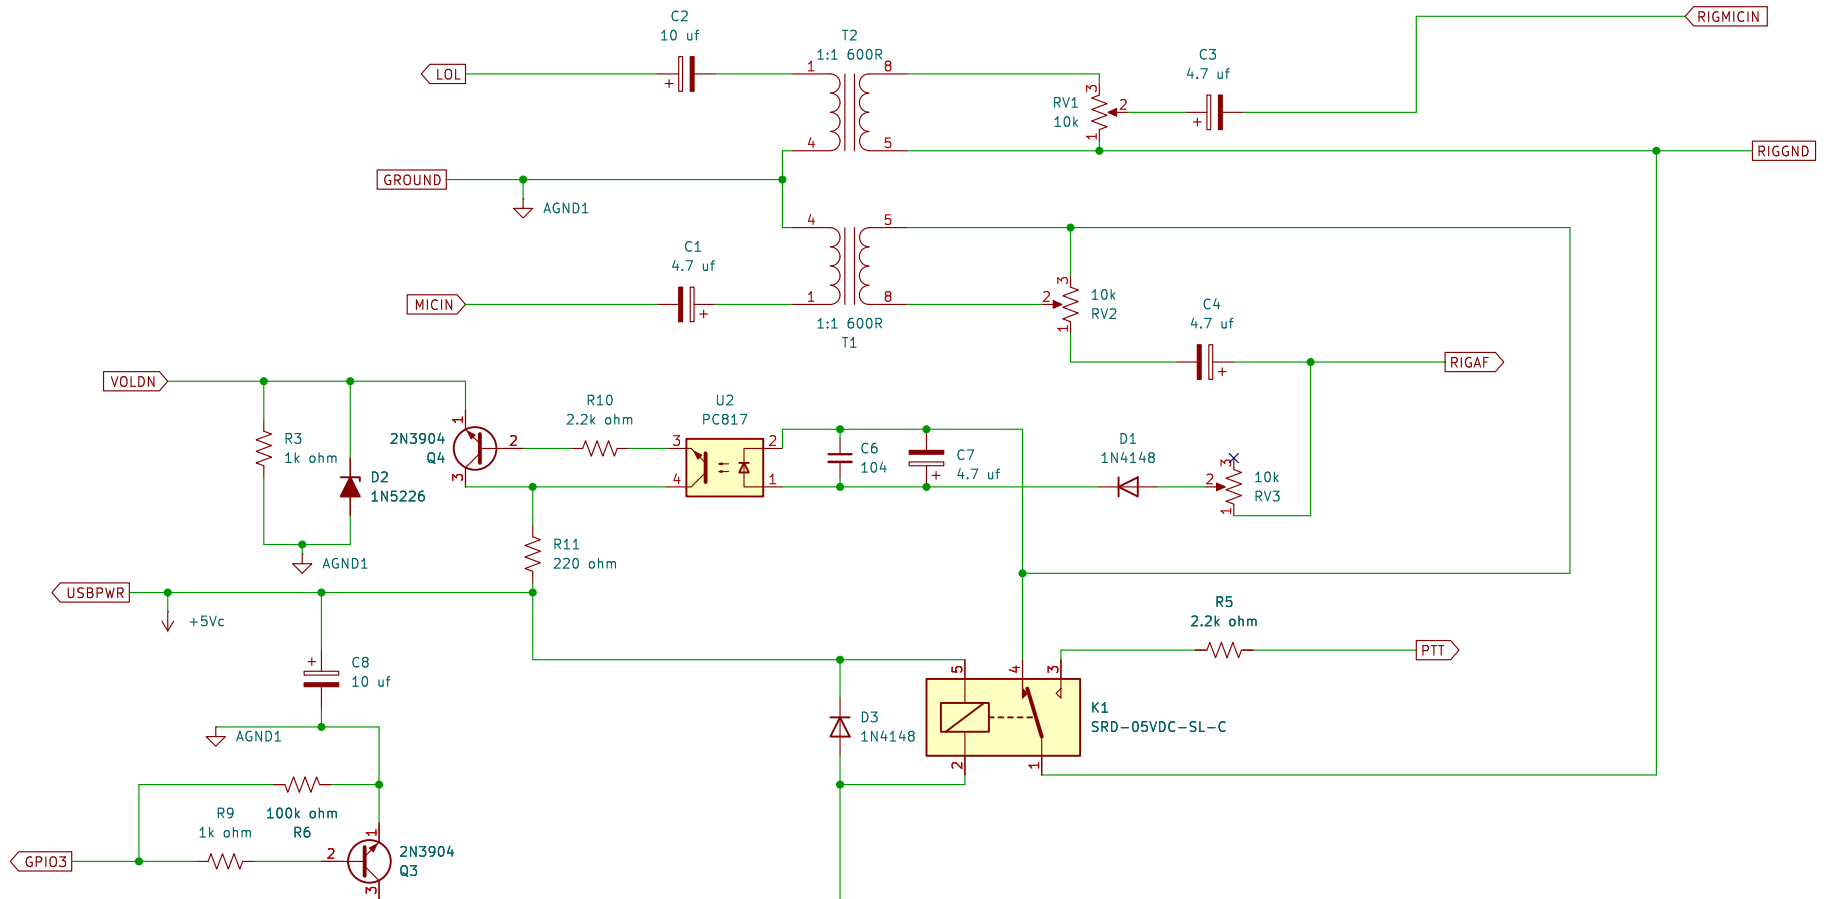 C2
10 uf
T2
1:1 600R
RIGMICIN
LOL
+
1
8
C3
4.7 uf
3
RV1
10k
2
1
+
4
5
RIGGND
GROUND
AGND1
4
5
C1
4.7 uf
MICIN
+
1
8
1:1 600R
T1
3
2
10k
RV2
1
C4
4.7 uf
+
RIGAF
VOLDN
R3
1k ohm
D2
1N5226
AGND1
1
2N3904
Q4
2
3
R10
2.2k ohm
U2
PC817
3
2
4
1
C6
104
C7
4.7 uf
+
D1
1N4148
3
2
10k
RV3
1
R11
220 ohm
USBPWR
+5Vc
+
C8
10 uf
AGND1
R5
2.2k ohm
PTT
5
4
3
K1
SRD-05VDC-SL-C
D3
1N4148
2
1
R9
1k ohm
100k ohm
R6
GPIO3
2
1
2N3904
Q3
3